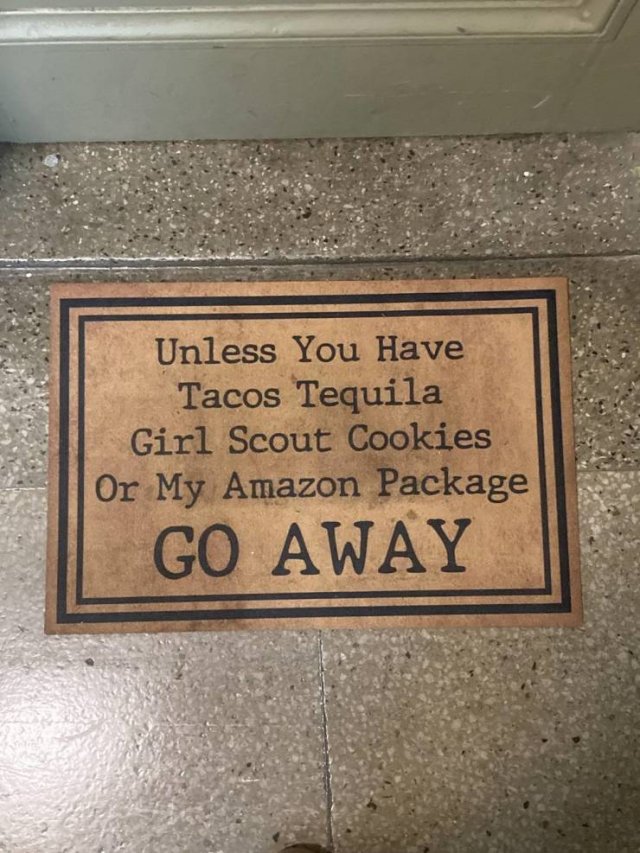 Unless You Have
Tacos Tequila
Girl Scout Cookies
Or My Amazon Package
GO AWAY